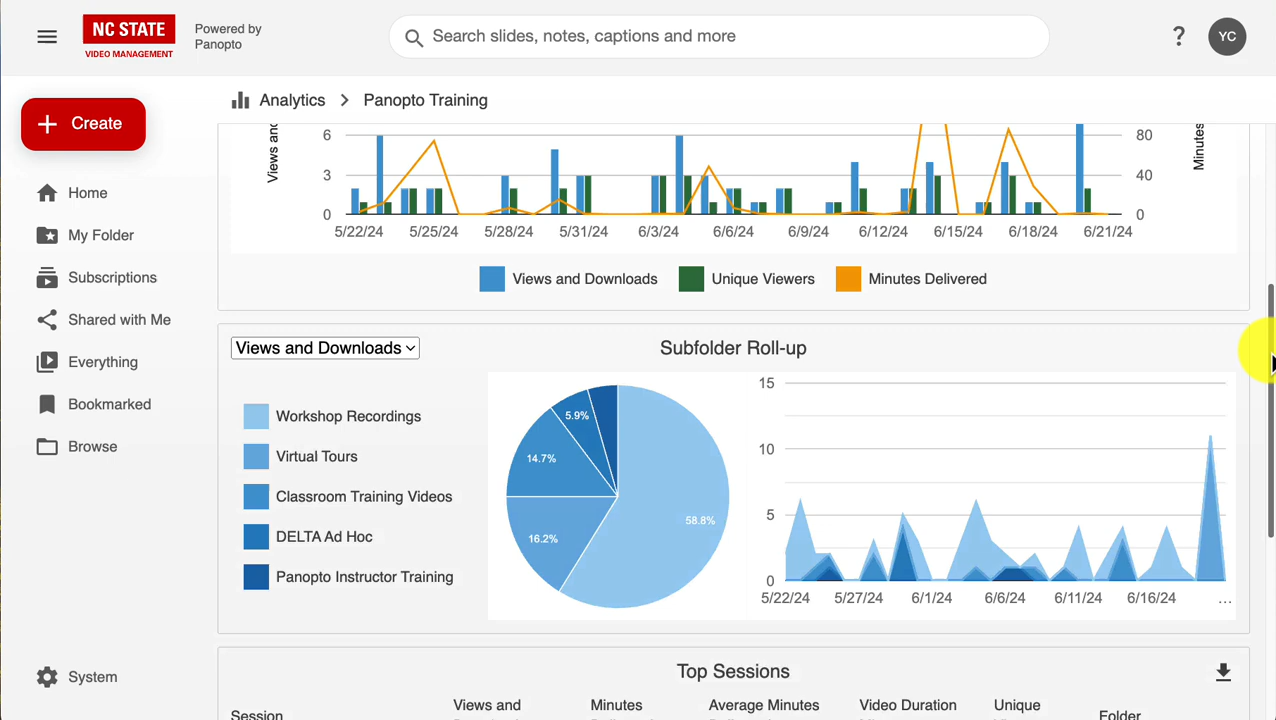 NC STATE
VIDEO MANAGEMENT
Powered by
Panopto
Search slides, notes, captions and more
?
YC
Create
Home
My Folder
Subscriptions
Shared with Me
Everything
Bookmarked
Browse
System
Analytics > Panopto Training
6
3
0
80
40
0
Minutes
5/22/24 5/25/24 5/28/24 5/31/24 6/3/24 6/6/24 6/9/24 6/12/24 6/15/24 6/18/24 6/21/24
Views and Downloads Unique Viewers Minutes Delivered
Views and Downloads
Subfolder Roll-up
Workshop Recordings
Virtual Tours
Classroom Training Videos
DELTA Ad Hoc
Panopto Instructor Training
5.9%
14.7%
16.2%
58.8%
15
10
5
0
5/22/24 5/27/24 6/1/24 6/6/24 6/11/24 6/16/24 ...
Top Sessions
Session
Views and
Minutes
Average Minutes
Video Duration
Unique
Folder